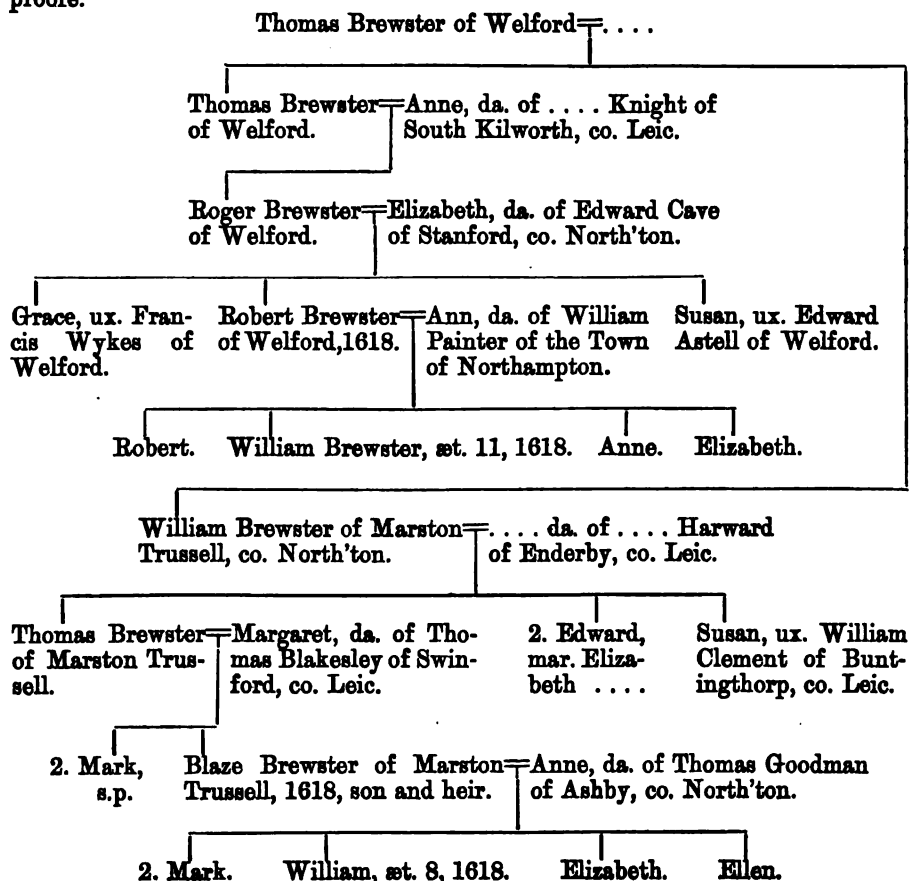 Thomas Brewster of Welford=. . . .
Thomas Brewster=Anne, da. of . . . . Knight of
of Welford. South Kilworth, co. Leic.
Roger Brewster=Elizabeth, da. of Edward Cave
of Welford. of Stanford, co. North'ton.
Grace, ux. Fran- Robert Brewster=Ann, da. of William Susan, ux. Edward
cis Wykes of of Welford,1618. Painter of the Town Astell of Welford.
Welford. of Northampton.
Robert. William Brewster, æt. 11, 1618. Anne. Elizabeth.
William Brewster of Marston=. . . . da. of . . . . Harward
Trussell, co. North'ton. of Enderby, co. Leic.
Thomas Brewster=Margaret, da. of Tho- 2. Edward, Susan, ux. William
of Marston Trus- mas Blakesley of Swin- mar. Eliza- Clement of Bunt-
sell. ford, co. Leic. beth . . . . ingthorp, co. Leic.
2. Mark, Blaze Brewster of Marston=Anne, da. of Thomas Goodman
s.p. Trussell, 1618, son and heir. of Ashby, co. North'ton.
2. Mark. William, æt. 8, 1618. Elizabeth. Ellen.